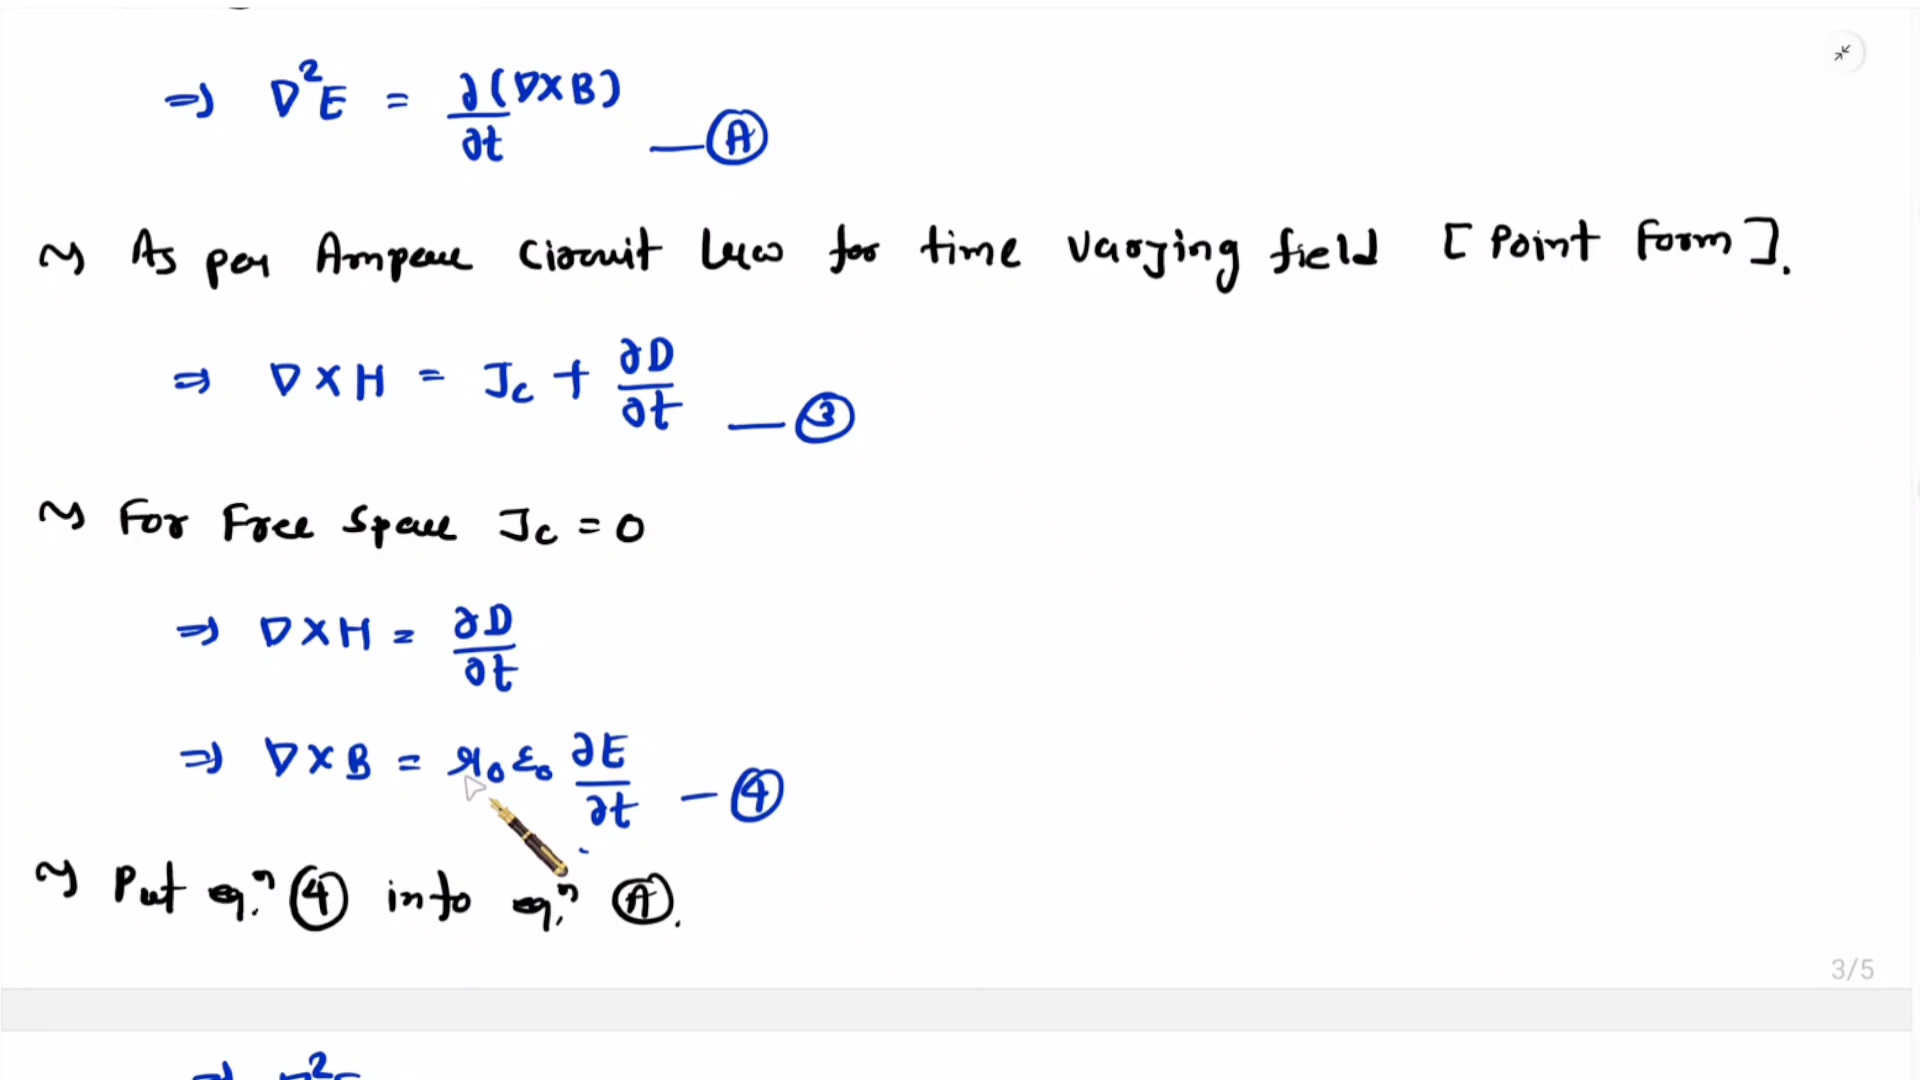 ⇒ ∇²E = ∂(∇×B)/∂t —Ⓐ
~ As per Ampere Circuit Law for time varying field [Point Form].
⇒ ∇×H = Jc + ∂D/∂t —③
~ For Free Space Jc = 0
⇒ ∇×H = ∂D/∂t
⇒ ∇×B = μ₀ε₀ ∂E/∂t —④
~ Put eqⁿ. ④ into eqⁿ. Ⓐ.
3/5